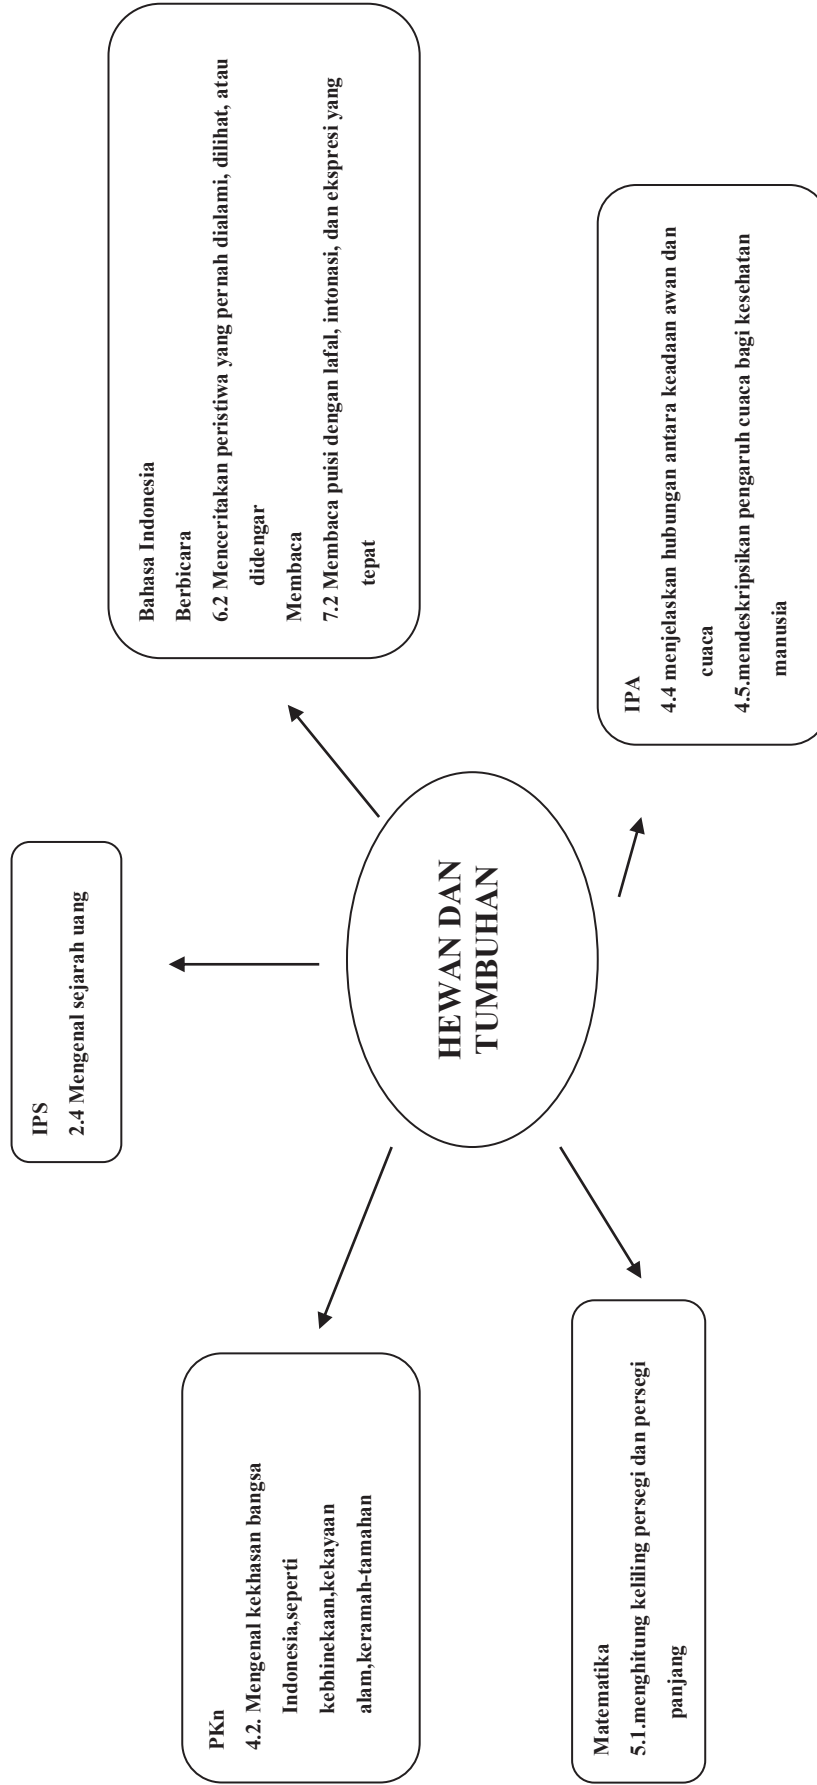 IPS
2.4 Mengenal sejarah uang
PKn
4.2. Mengenal kekhasan bangsa
Indonesia,seperti
kebhinekaan,kekayaan
alam,keramah-tamahan
Bahasa Indonesia
Berbicara
6.2 Menceritakan peristiwa yang pernah dialami, dilihat, atau
didengar
Membaca
7.2 Membaca puisi dengan lafal, intonasi, dan ekspresi yang
tepat
HEWAN DAN
TUMBUHAN
Matematika
5.1.menghitung keliling persegi dan persegi
panjang
IPA
4.4 menjelaskan hubungan antara keadaan awan dan
cuaca
4.5.mendeskripsikan pengaruh cuaca bagi kesehatan
manusia